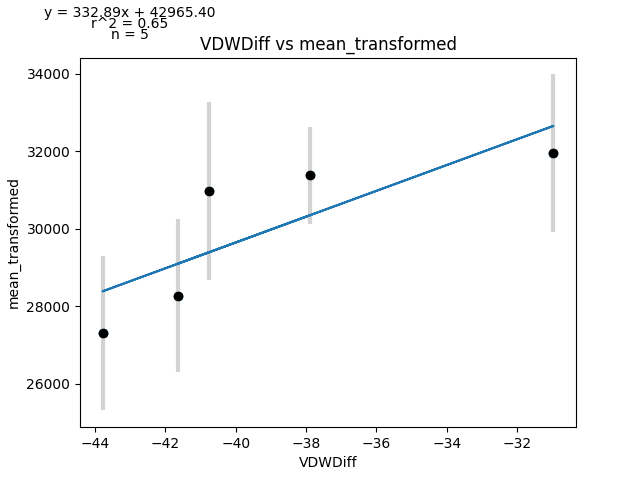 y = 332.89x + 42965.40
r^2 = 0.65
n = 5
VDWDiff vs mean_transformed
34000
32000
30000
28000
26000
mean_transformed
−44
−42
−40
−38
−36
−34
−32
VDWDiff